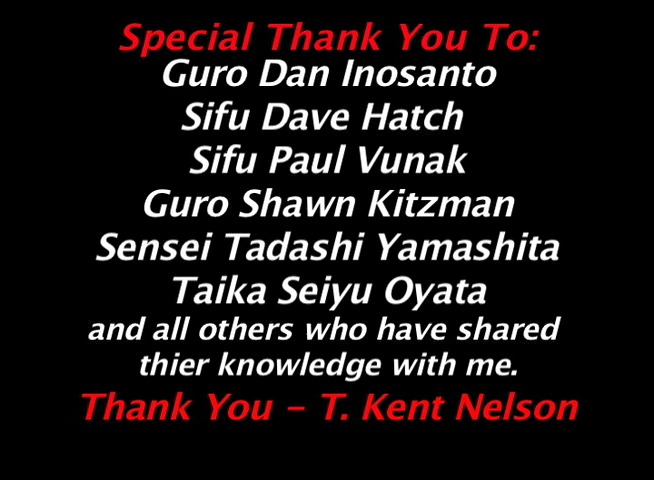 Special Thank You To:
Guro Dan Inosanto
Sifu Dave Hatch
Sifu Paul Vunak
Guro Shawn Kitzman
Sensei Tadashi Yamashita
Taika Seiyu Oyata
and all others who have shared
thier knowledge with me.
Thank You - T. Kent Nelson